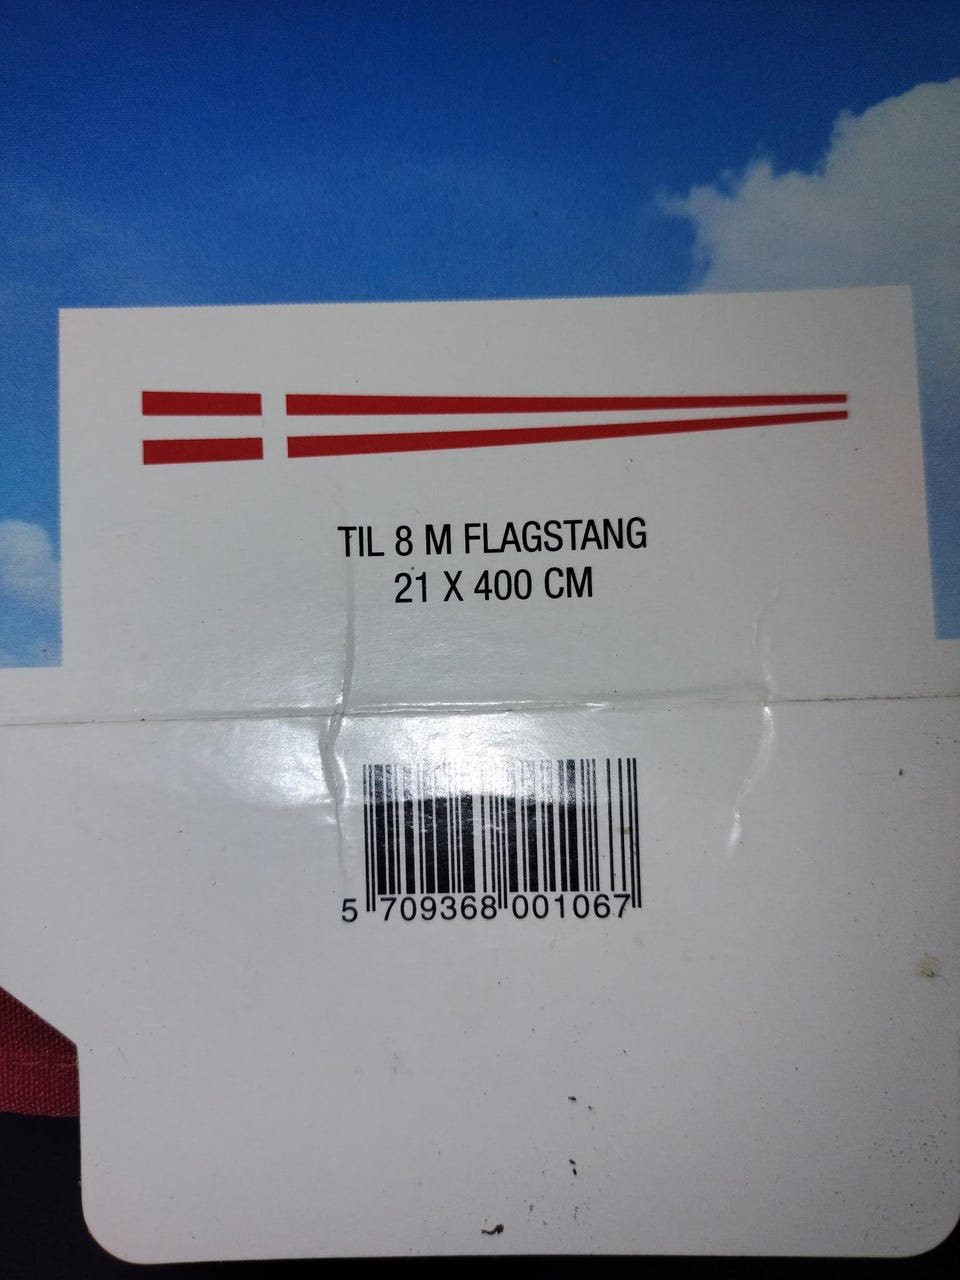 TIL 8 M FLAGSTANG
21 X 400 CM
5 709368 001067